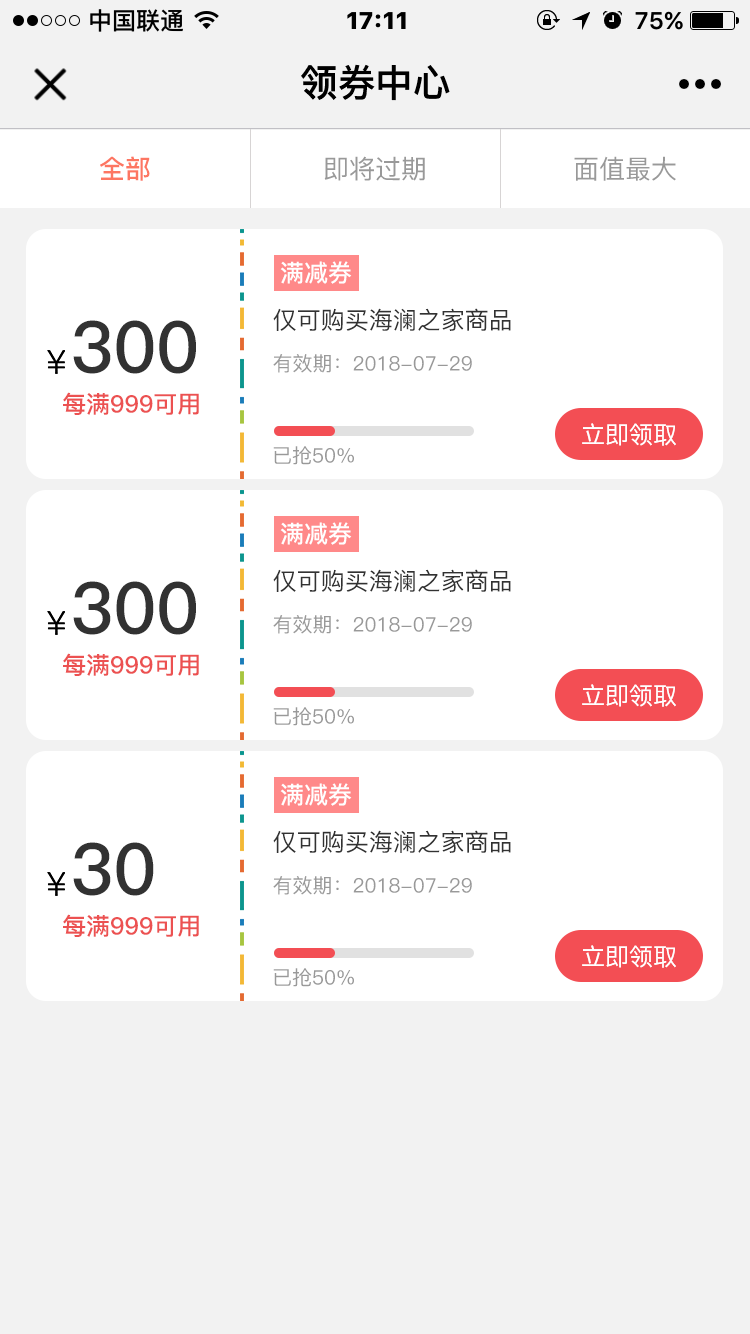 中国联通 17:11 75%
领券中心
全部 即将过期 面值最大
满减券
仅可购买海澜之家商品
¥300
有效期：2018-07-29
每满999可用
立即领取
已抢50%
满减券
仅可购买海澜之家商品
¥300
有效期：2018-07-29
每满999可用
立即领取
已抢50%
满减券
仅可购买海澜之家商品
¥30
有效期：2018-07-29
每满999可用
立即领取
已抢50%